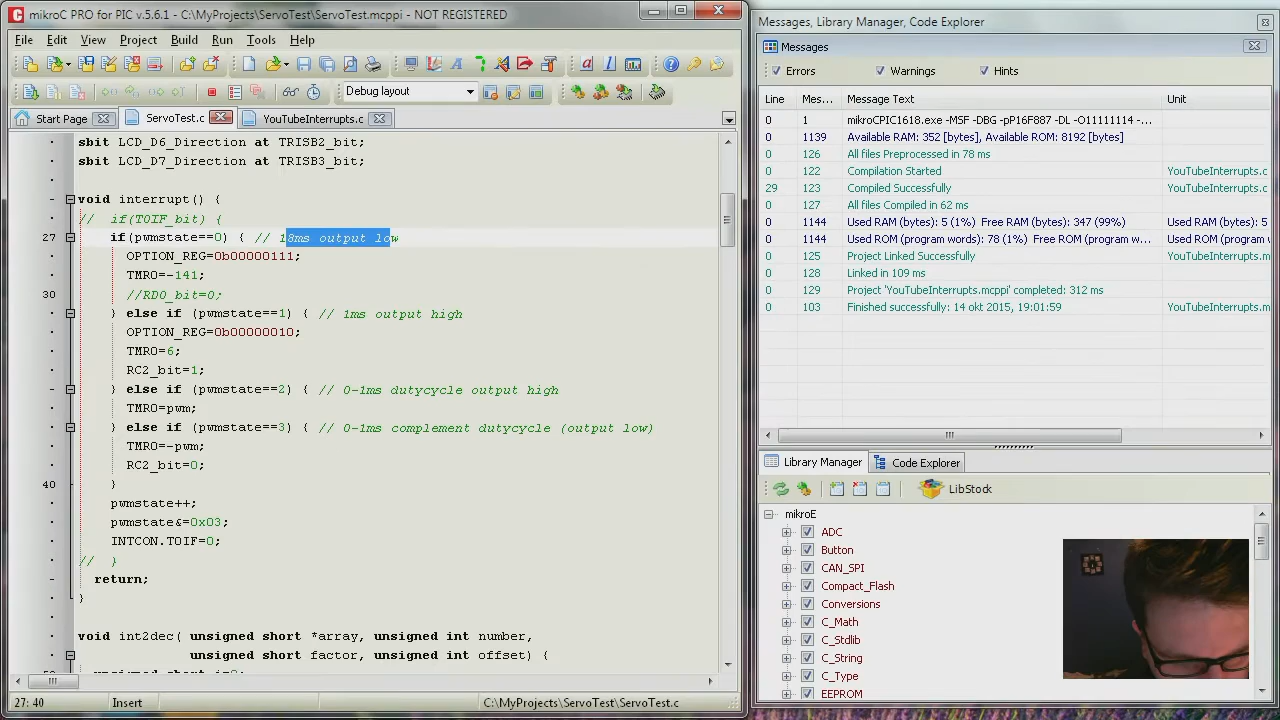 mikroC PRO for PIC v.5.6.1 - C:\MyProjects\ServoTest\ServoTest.mcppi - NOT REGISTERED
File Edit View Project Build Run Tools Help
Debug layout
Start Page ServoTest.c YouTubeInterrupts.c
sbit LCD_D6_Direction at TRISB2_bit;
sbit LCD_D7_Direction at TRISB3_bit;
void interrupt() {
// if(TOIF_bit) {
27 if(pwmstate==0) { // 18ms output low
OPTION_REG=0b00000111;
TMR0=-141;
30 //RD0_bit=0;
} else if (pwmstate==1) { // 1ms output high
OPTION_REG=0b00000010;
TMR0=6;
RC2_bit=1;
} else if (pwmstate==2) { // 0-1ms dutycycle output high
TMR0=pwm;
} else if (pwmstate==3) { // 0-1ms complement dutycycle (output low)
TMR0=-pwm;
RC2_bit=0;
40 }
pwmstate++;
pwmstate&=0x03;
INTCON.TOIF=0;
// }
return;
}
void int2dec( unsigned short *array, unsigned int number,
unsigned short factor, unsigned int offset) {
27: 40 Insert C:\MyProjects\ServoTest\ServoTest.c
Messages, Library Manager, Code Explorer
Messages
Errors Warnings Hints
Line Mes... Message Text Unit
0 1 mikroCPIC1618.exe -MSF -DBG -pP16F887 -DL -O11111114 -...
0 1139 Available RAM: 352 [bytes], Available ROM: 8192 [bytes]
0 126 All files Preprocessed in 78 ms
0 122 Compilation Started YouTubeInterrupts.c
29 123 Compiled Successfully YouTubeInterrupts.c
0 127 All files Compiled in 62 ms
0 1144 Used RAM (bytes): 5 (1%) Free RAM (bytes): 347 (99%) Used RAM (bytes): 5
0 1144 Used ROM (program words): 78 (1%) Free ROM (program w... Used ROM (program w
0 125 Project Linked Successfully YouTubeInterrupts.m
0 128 Linked in 109 ms
0 129 Project 'YouTubeInterrupts.mcppi' completed: 312 ms
0 103 Finished successfully: 14 okt 2015, 19:01:59 YouTubeInterrupts.m
Library Manager Code Explorer
LibStock
mikroE
ADC
Button
CAN_SPI
Compact_Flash
Conversions
C_Math
C_Stdlib
C_String
C_Type
EEPROM